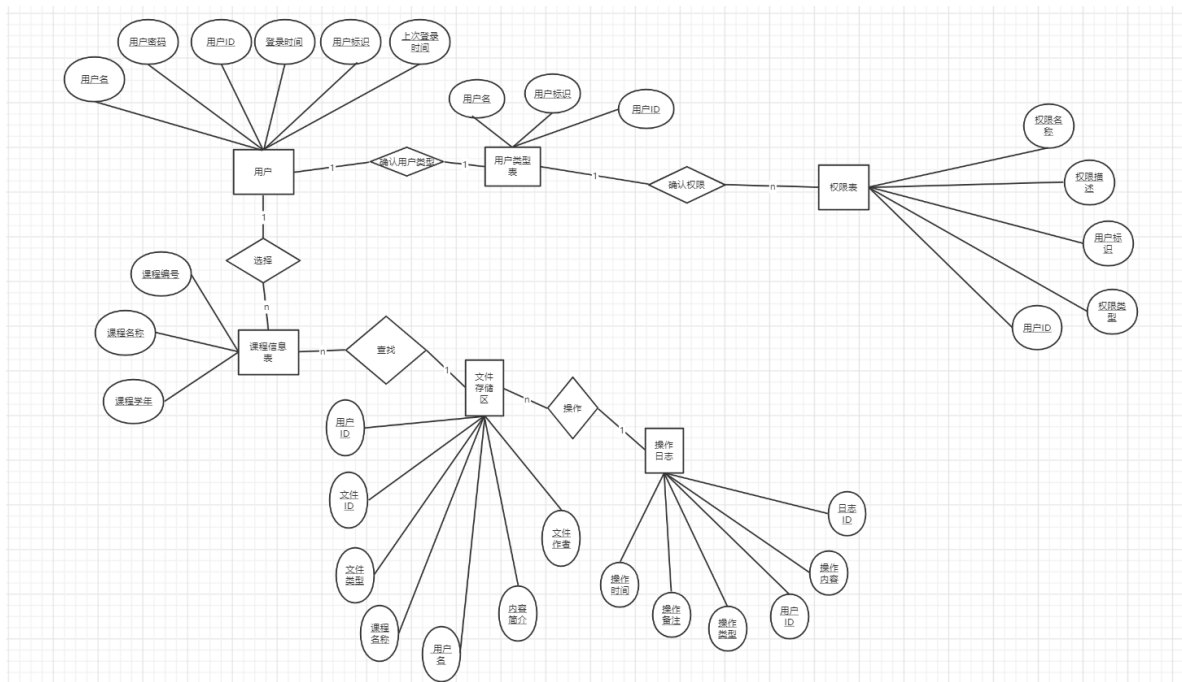 用户密码
用户ID
登录时间
用户标识
上次登录
时间
用户名
用户名
用户标识
用户ID
权限名
称
用户
1
确认用户类型
1
用户类型
表
1
确认权限
n
权限表
权限描
述
用户标
识
权限类
型
用户ID
1
选择
n
课程编号
课程名称
课程学年
课程信息
表
n
查找
1
文件
存储
区
n
操作
1
操作
日志
用户
ID
文件
ID
文件
类型
课程
名称
用户
名
内容
简介
文件
作者
操作
时间
操作
备注
操作
类型
用户
ID
操作
内容
日志
ID